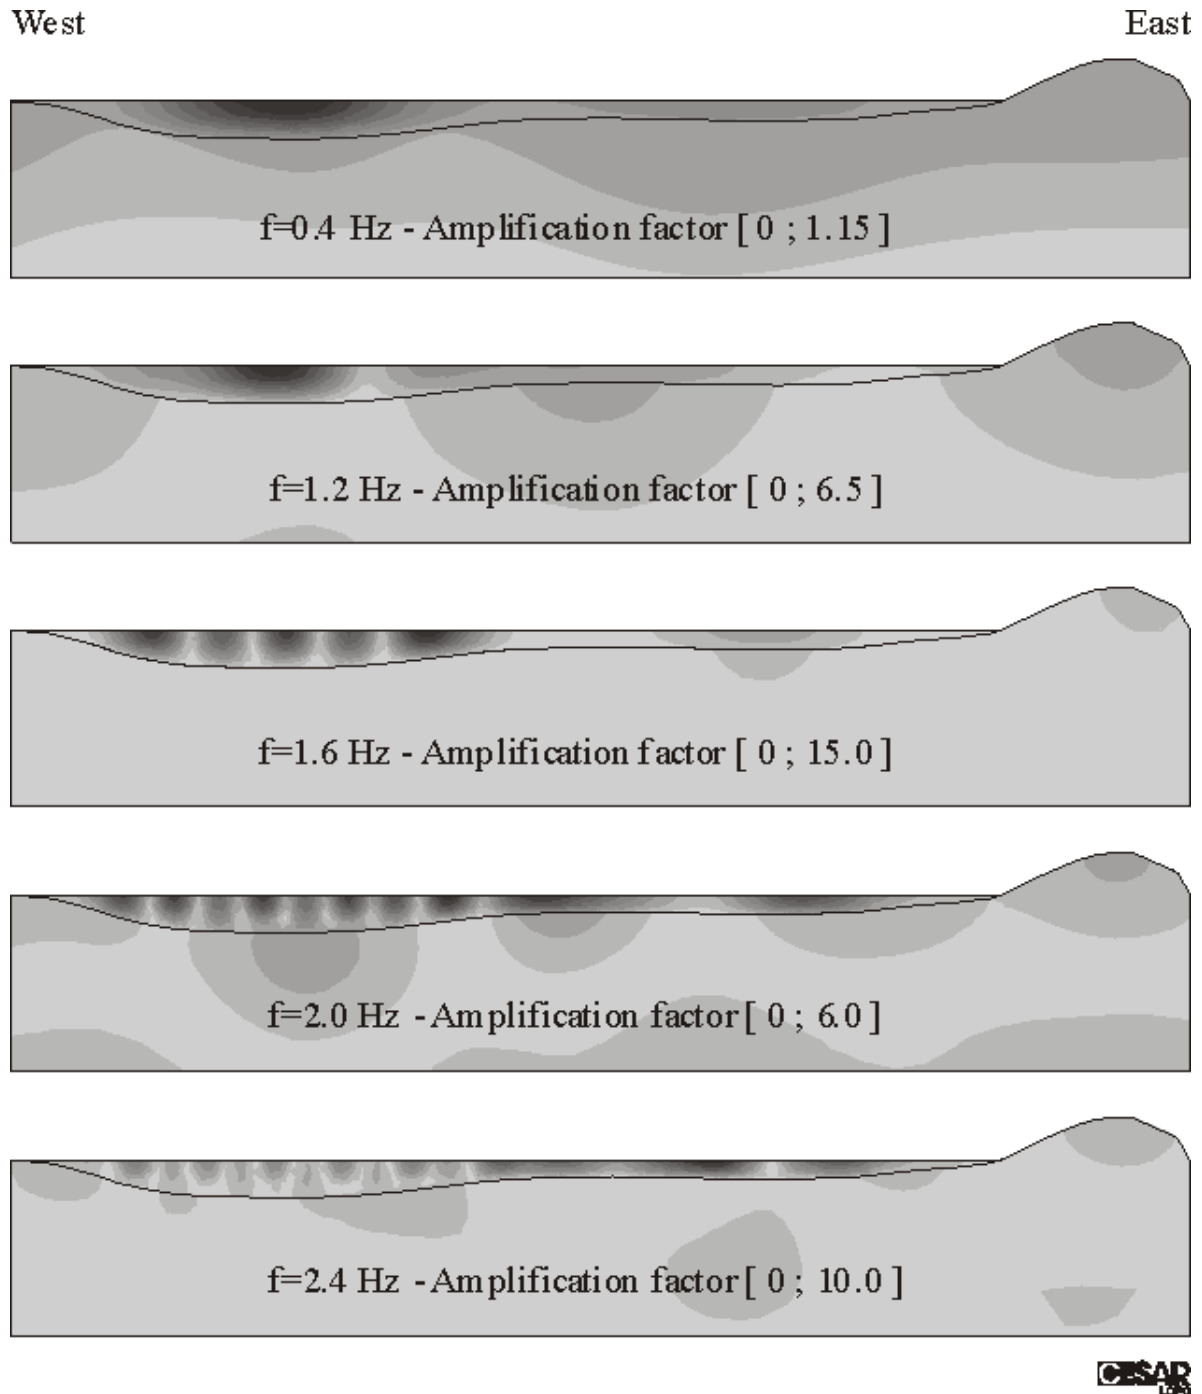 West
East
f=0.4 Hz - Amplification factor [ 0 ; 1.15 ]
f=1.2 Hz - Amplification factor [ 0 ; 6.5 ]
f=1.6 Hz - Amplification factor [ 0 ; 15.0 ]
f=2.0 Hz - Amplification factor [ 0 ; 6.0 ]
f=2.4 Hz - Amplification factor [ 0 ; 10.0 ]
CESAR